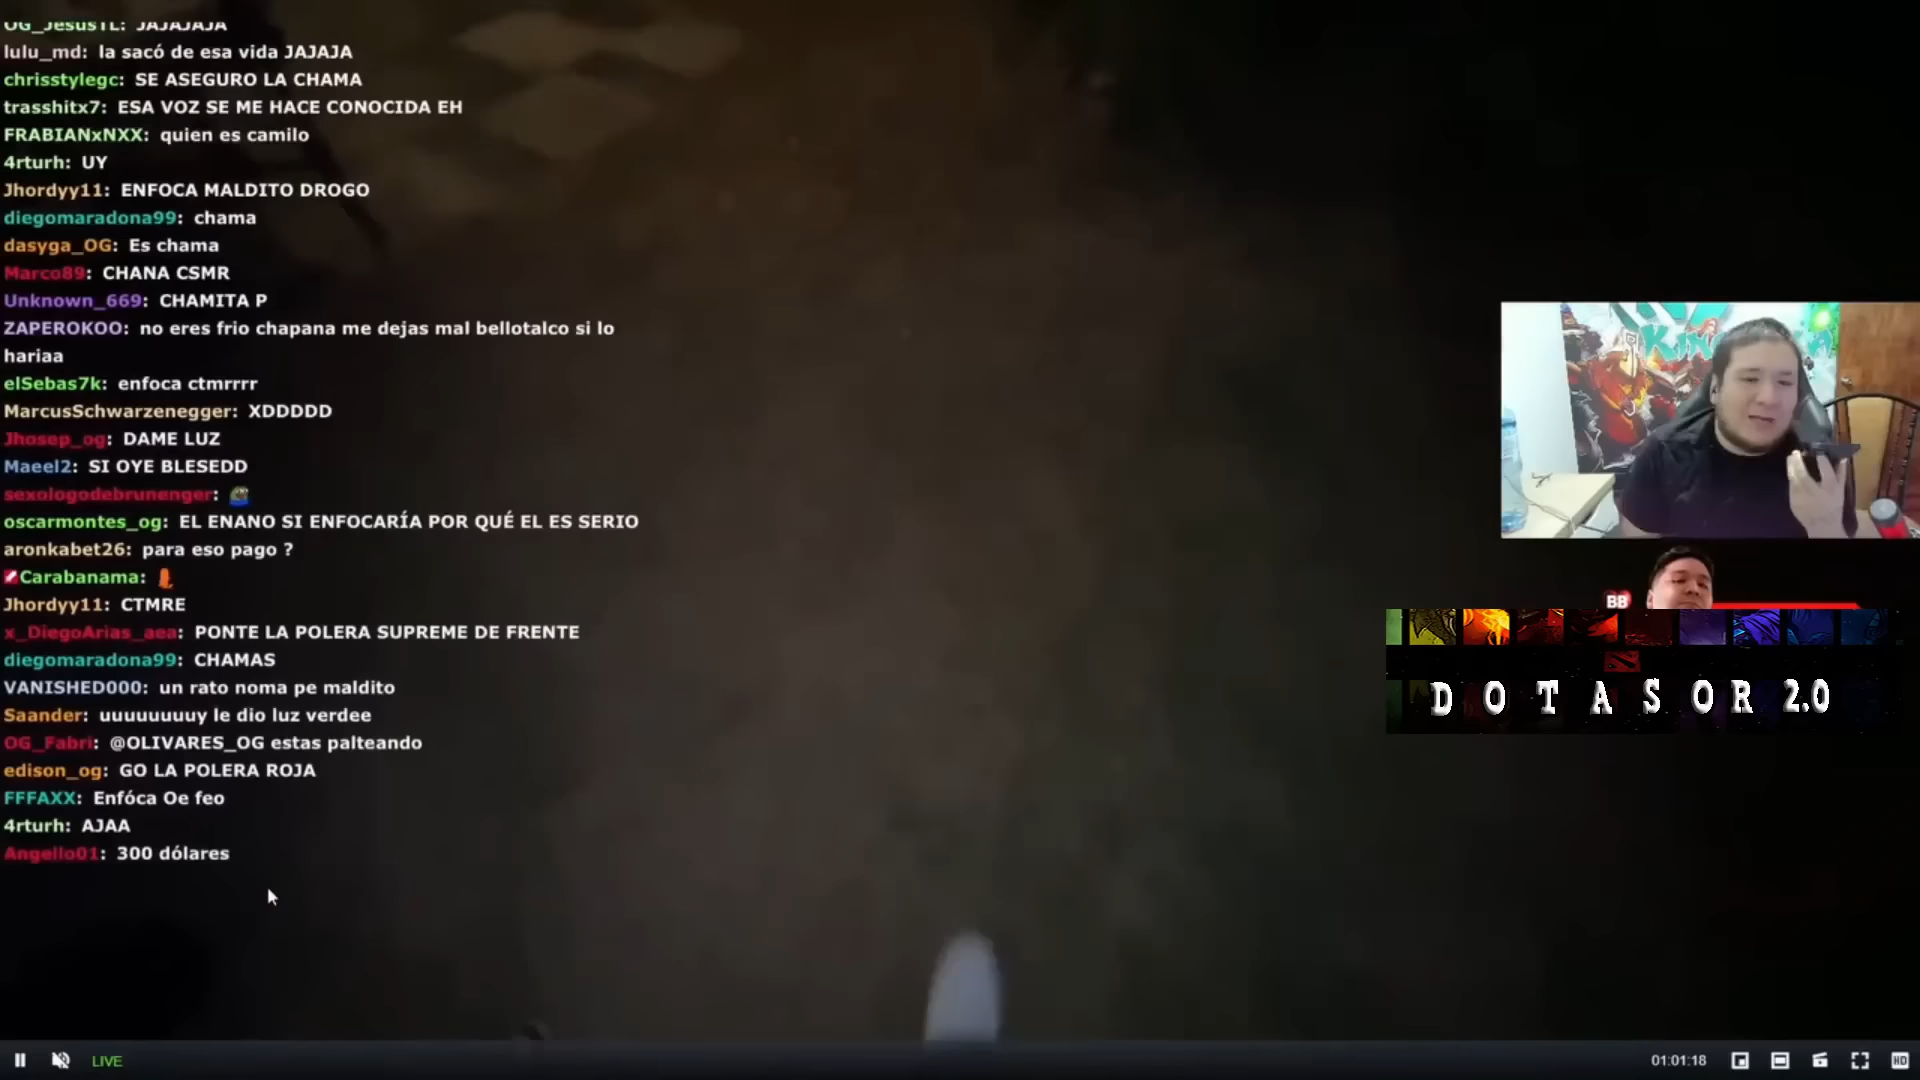 OG_JesusTL: JAJAJAJA
lulu_md: la sacó de esa vida JAJAJA
chrisstylegc: SE ASEGURO LA CHAMA
trasshitx7: ESA VOZ SE ME HACE CONOCIDA EH
FRABIANxNXX: quien es camilo
4rturh: UY
Jhordyy11: ENFOCA MALDITO DROGO
diegomaradona99: chama
dasyga_OG: Es chama
Marco89: CHANA CSMR
Unknown_669: CHAMITA P
ZAPEROKOO: no eres frio chapana me dejas mal bellotalco si lo
hariaa
elSebas7k: enfoca ctmrrrr
MarcusSchwarzenegger: XDDDDD
Jhosep_og: DAME LUZ
Maeel2: SI OYE BLESEDD
sexologodebrunenger:
oscarmontes_og: EL ENANO SI ENFOCARÍA POR QUÉ EL ES SERIO
aronkabet26: para eso pago ?
Carabanama:
Jhordyy11: CTMRE
x_DiegoArias_aea: PONTE LA POLERA SUPREME DE FRENTE
diegomaradona99: CHAMAS
VANISHED000: un rato noma pe maldito
Saander: uuuuuuuuy le dio luz verdee
OG_Fabri: @OLIVARES_OG estas palteando
edison_og: GO LA POLERA ROJA
FFFAXX: Enfóca Oe feo
4rturh: AJAA
Angello01: 300 dólares
BB
DOTASOR 2.0
LIVE
01:01:18
HD